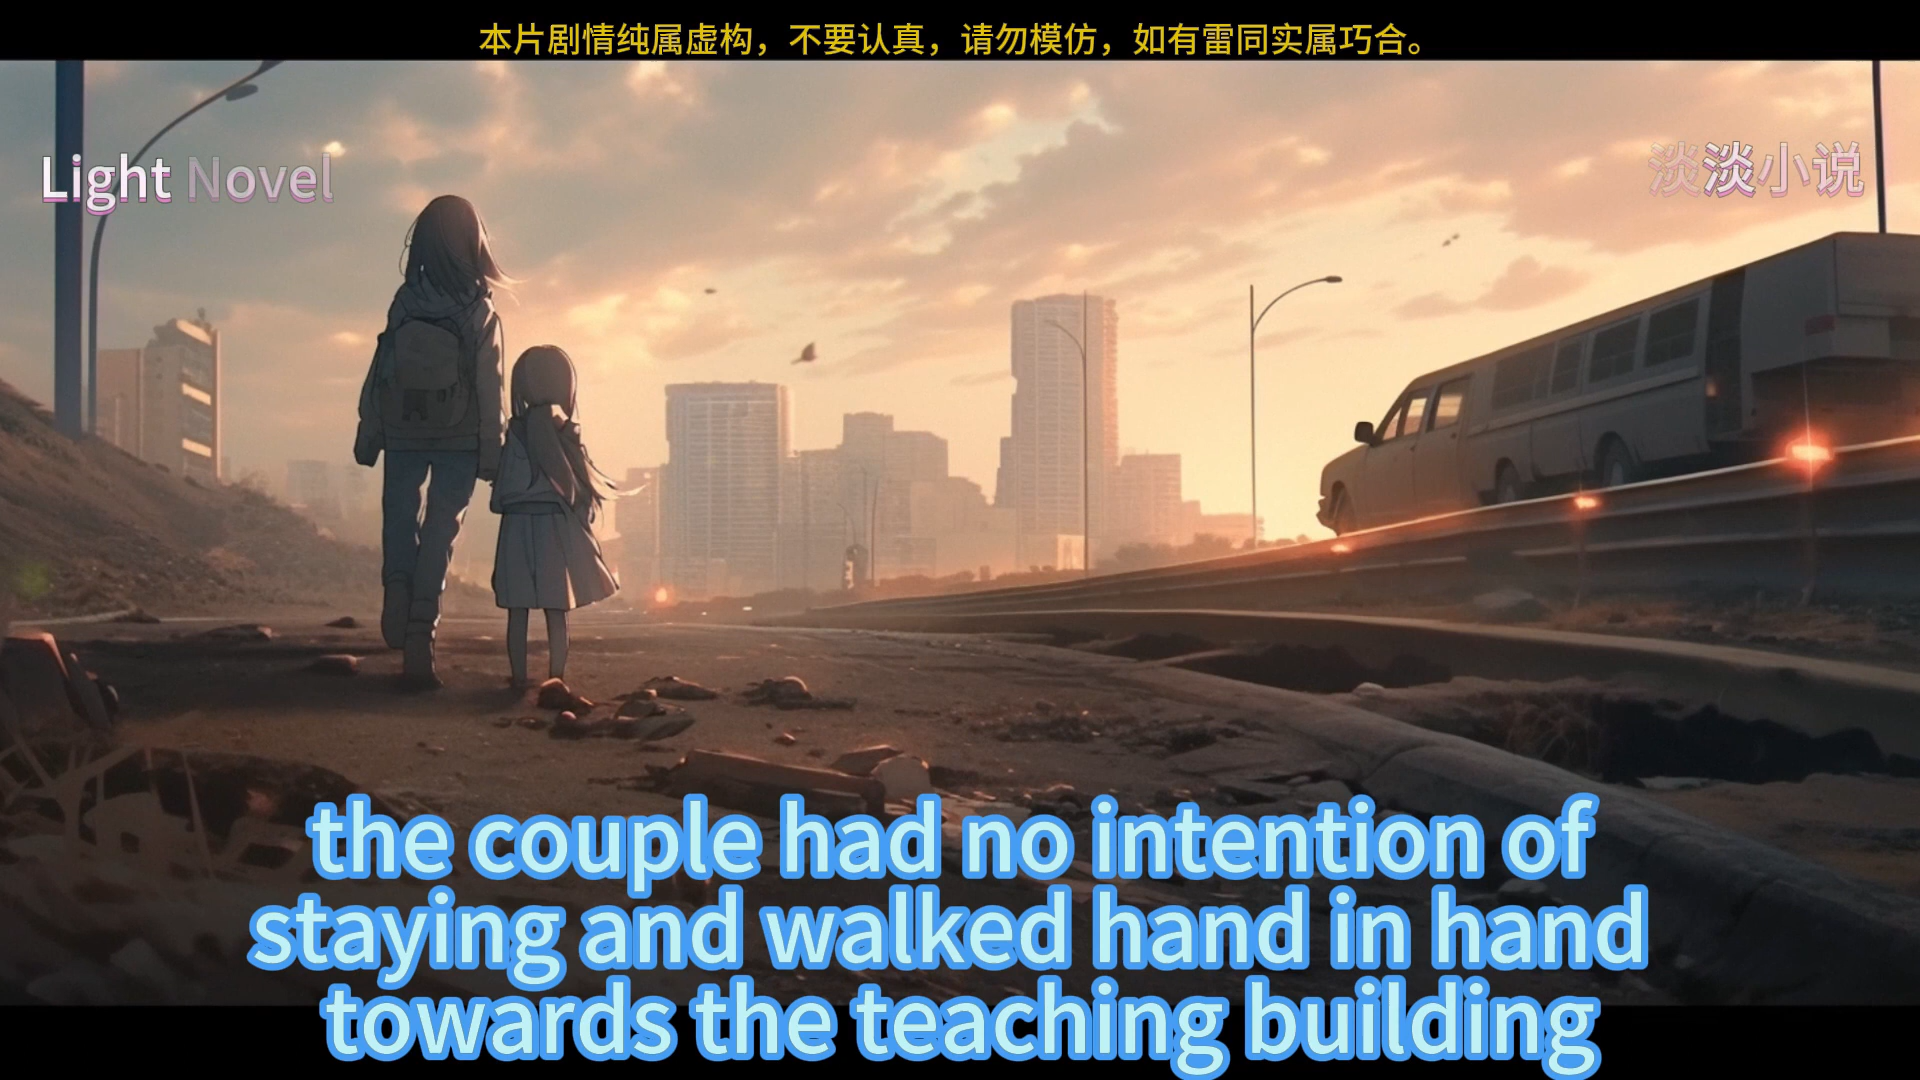 本片剧情纯属虚构，不要认真，请勿模仿，如有雷同实属巧合。
Light Novel
淡淡小说
the couple had no intention of
staying and walked hand in hand
towards the teaching building